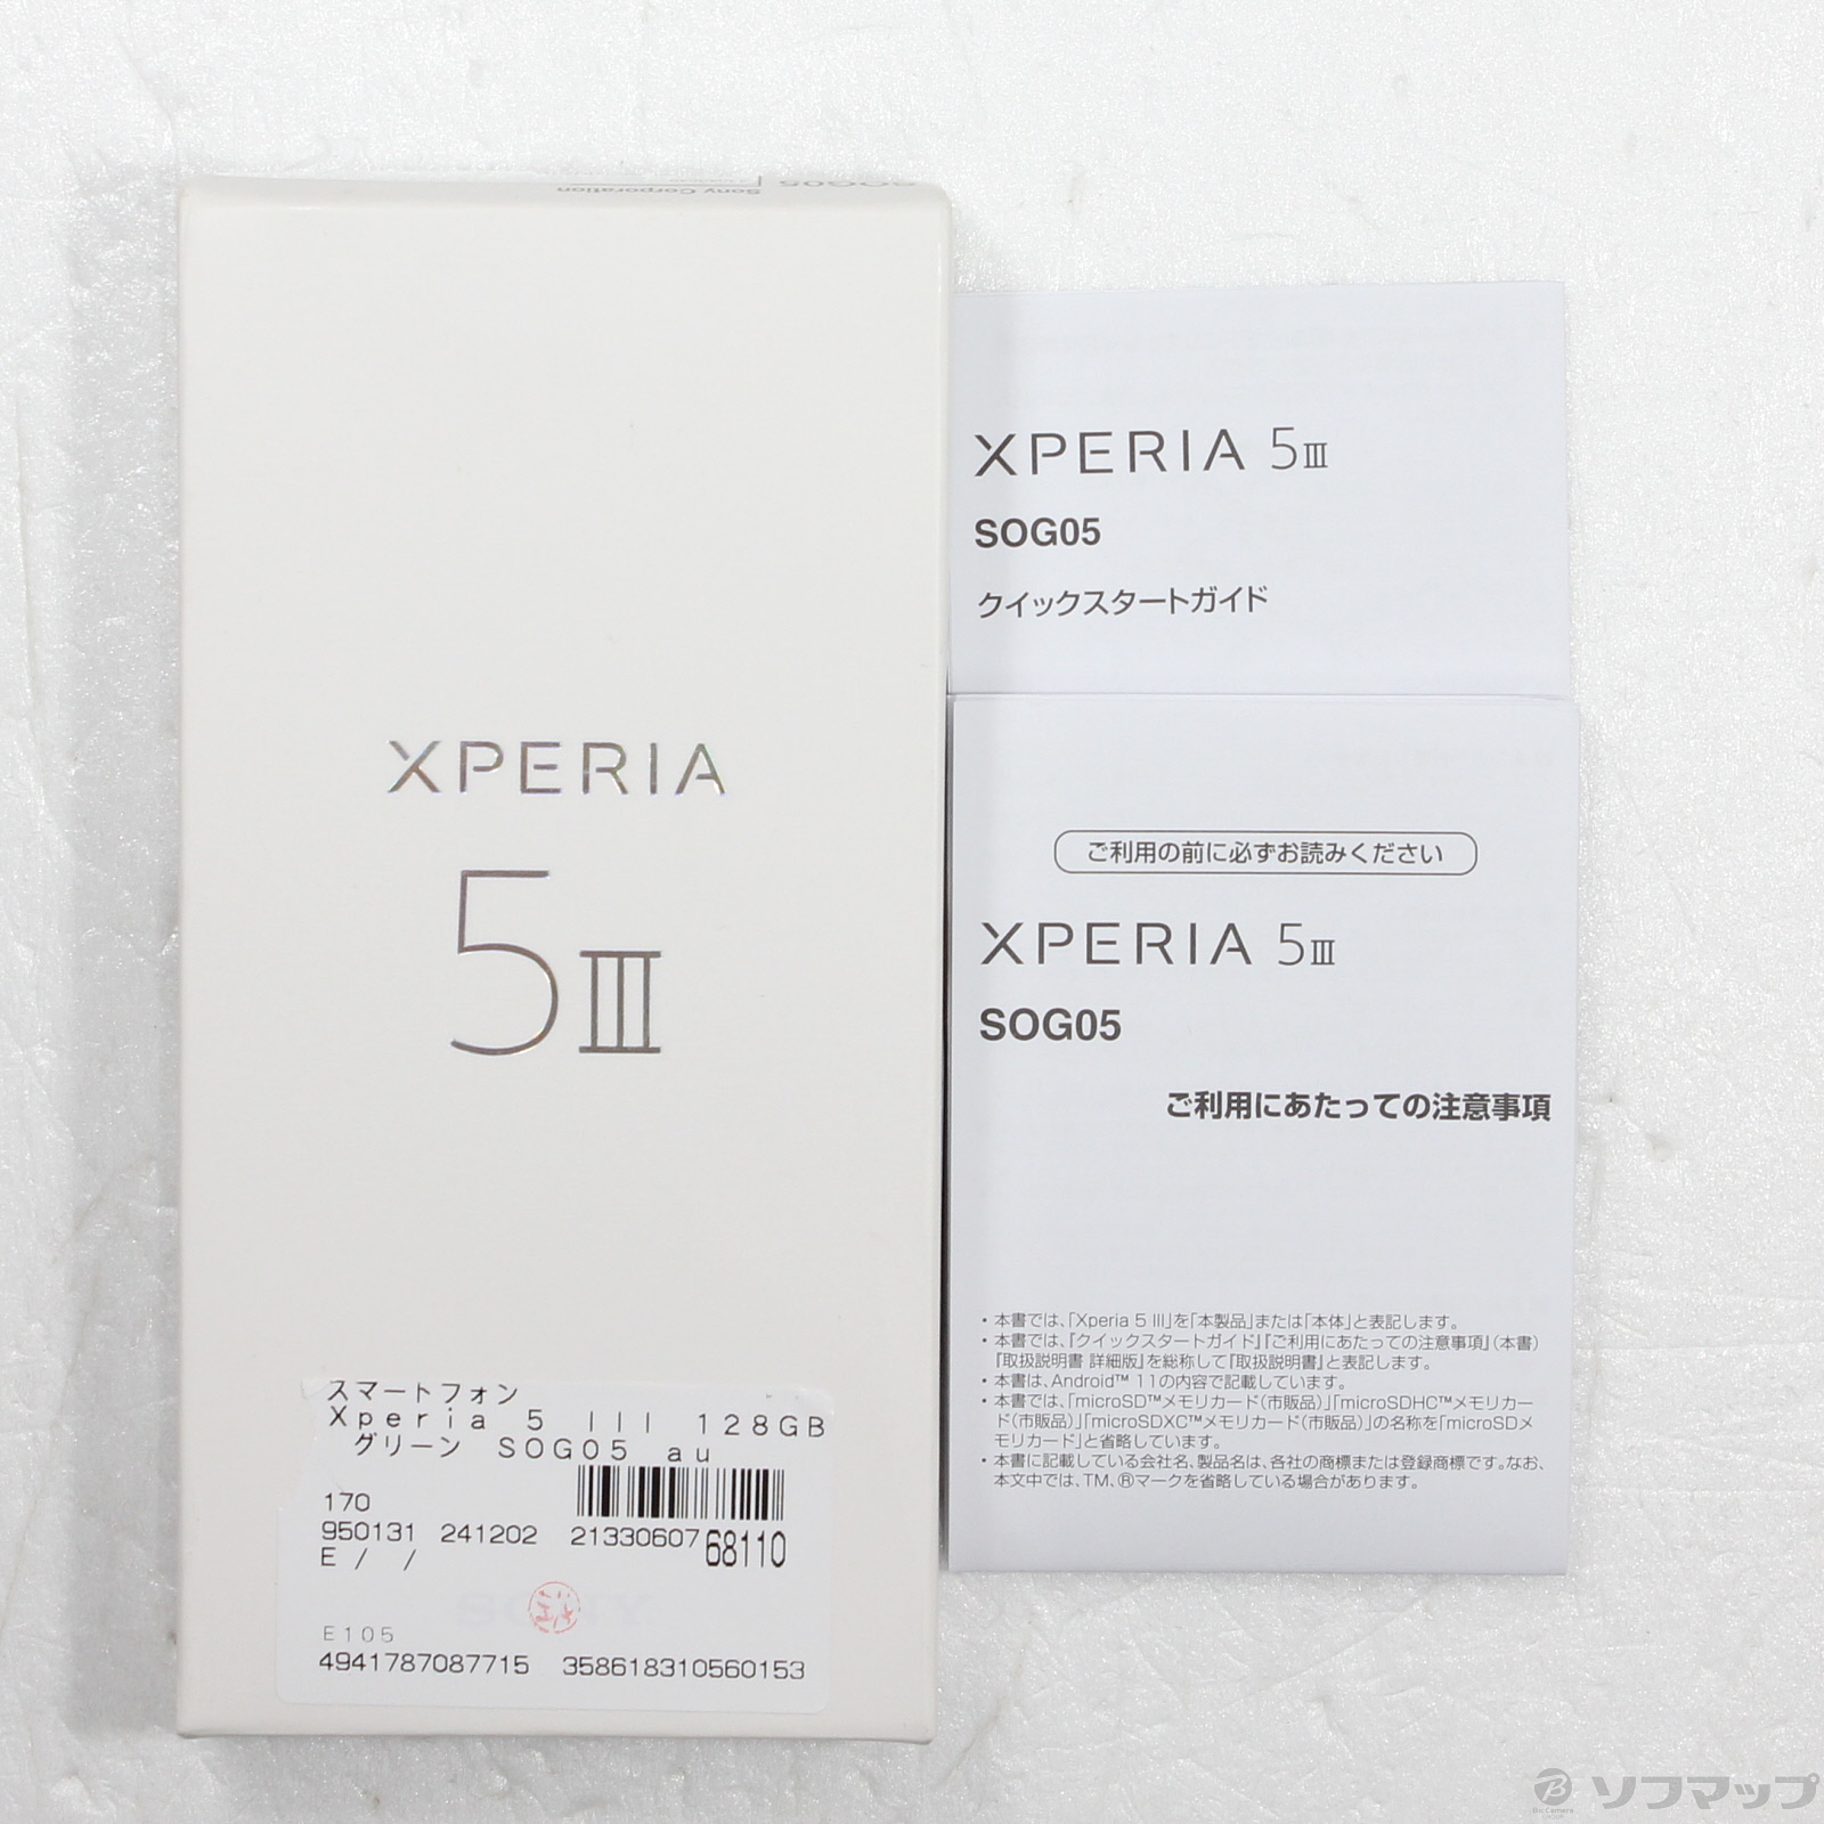 SOG05
Sony Corporation
XPERIA
5III
スマートフォン
Xperia 5 III 128GB
グリーン SOG05 au
170
950131 241202 2133060768110
E / /
E105
4941787087715 358618310560153
XPERIA 5III
SOG05
クイックスタートガイド
ご利用の前に必ずお読みください
XPERIA 5III
SOG05
ご利用にあたっての注意事項
・本書では、「Xperia 5 III」を「本製品」または「本体」と表記します。
・本書では、『クイックスタートガイド』『ご利用にあたっての注意事項』(本書)
『取扱説明書 詳細版』を総称して『取扱説明書』と表記します。
・本書は、Android™ 11の内容で記載しています。
・本書では、「microSD™メモリカード(市販品)」「microSDHC™メモリカー
ド(市販品)」「microSDXC™メモリカード(市販品)」の名称を「microSDメ
モリカード」と省略しています。
・本書に記載している会社名、製品名は、各社の商標または登録商標です。なお、
本文中では、TM、®マークを省略している場合があります。
BicCamera
GROUP
ソフマップ